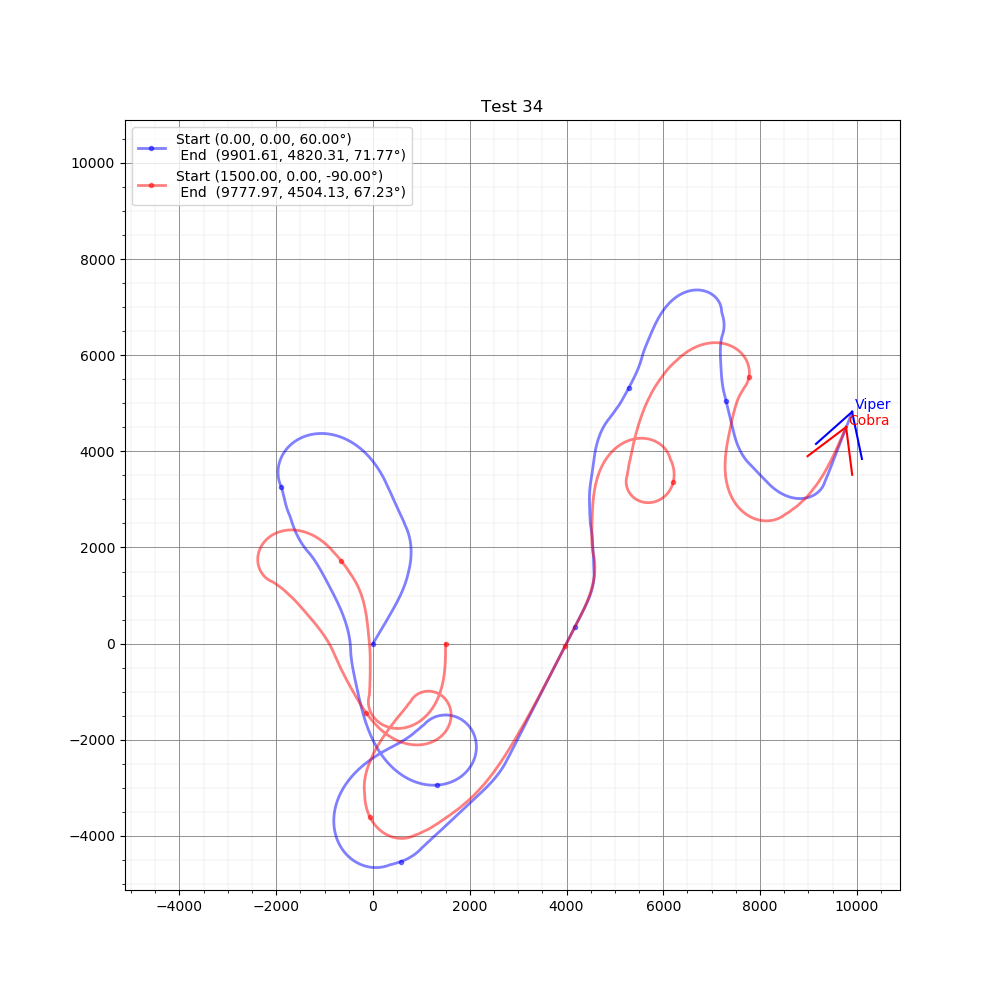 Test 34
Start (0.00, 0.00, 60.00°)
End (9901.61, 4820.31, 71.77°)
Start (1500.00, 0.00, -90.00°)
End (9777.97, 4504.13, 67.23°)
10000
8000
6000
4000
2000
0
−2000
−4000
Viper
Cobra
−4000 −2000 0 2000 4000 6000 8000 10000